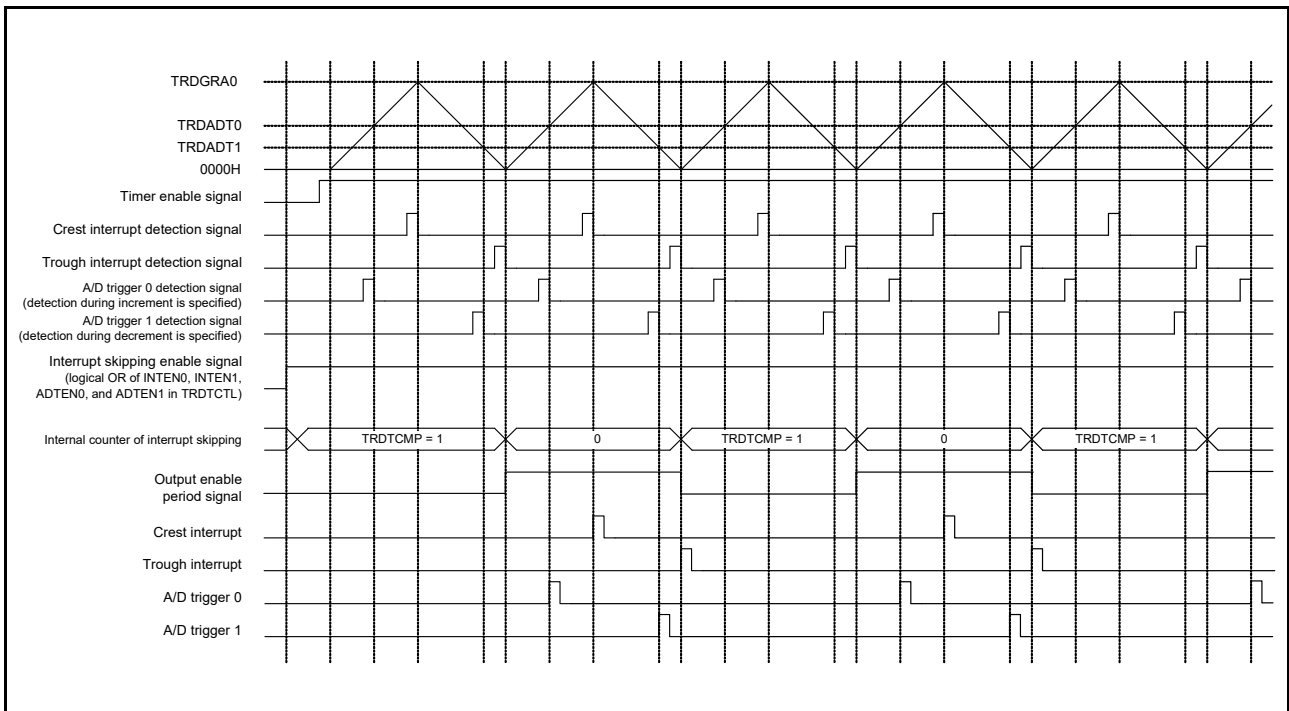 TRDGRA0
TRDADT0
TRDADT1
0000H
Timer enable signal
Crest interrupt detection signal
Trough interrupt detection signal
A/D trigger 0 detection signal
(detection during increment is specified)
A/D trigger 1 detection signal
(detection during decrement is specified)
Interrupt skipping enable signal
(logical OR of INTEN0, INTEN1,
ADTEN0, and ADTEN1 in TRDTCTL)
Internal counter of interrupt skipping
TRDTCMP = 1
0
TRDTCMP = 1
0
TRDTCMP = 1
Output enable
period signal
Crest interrupt
Trough interrupt
A/D trigger 0
A/D trigger 1